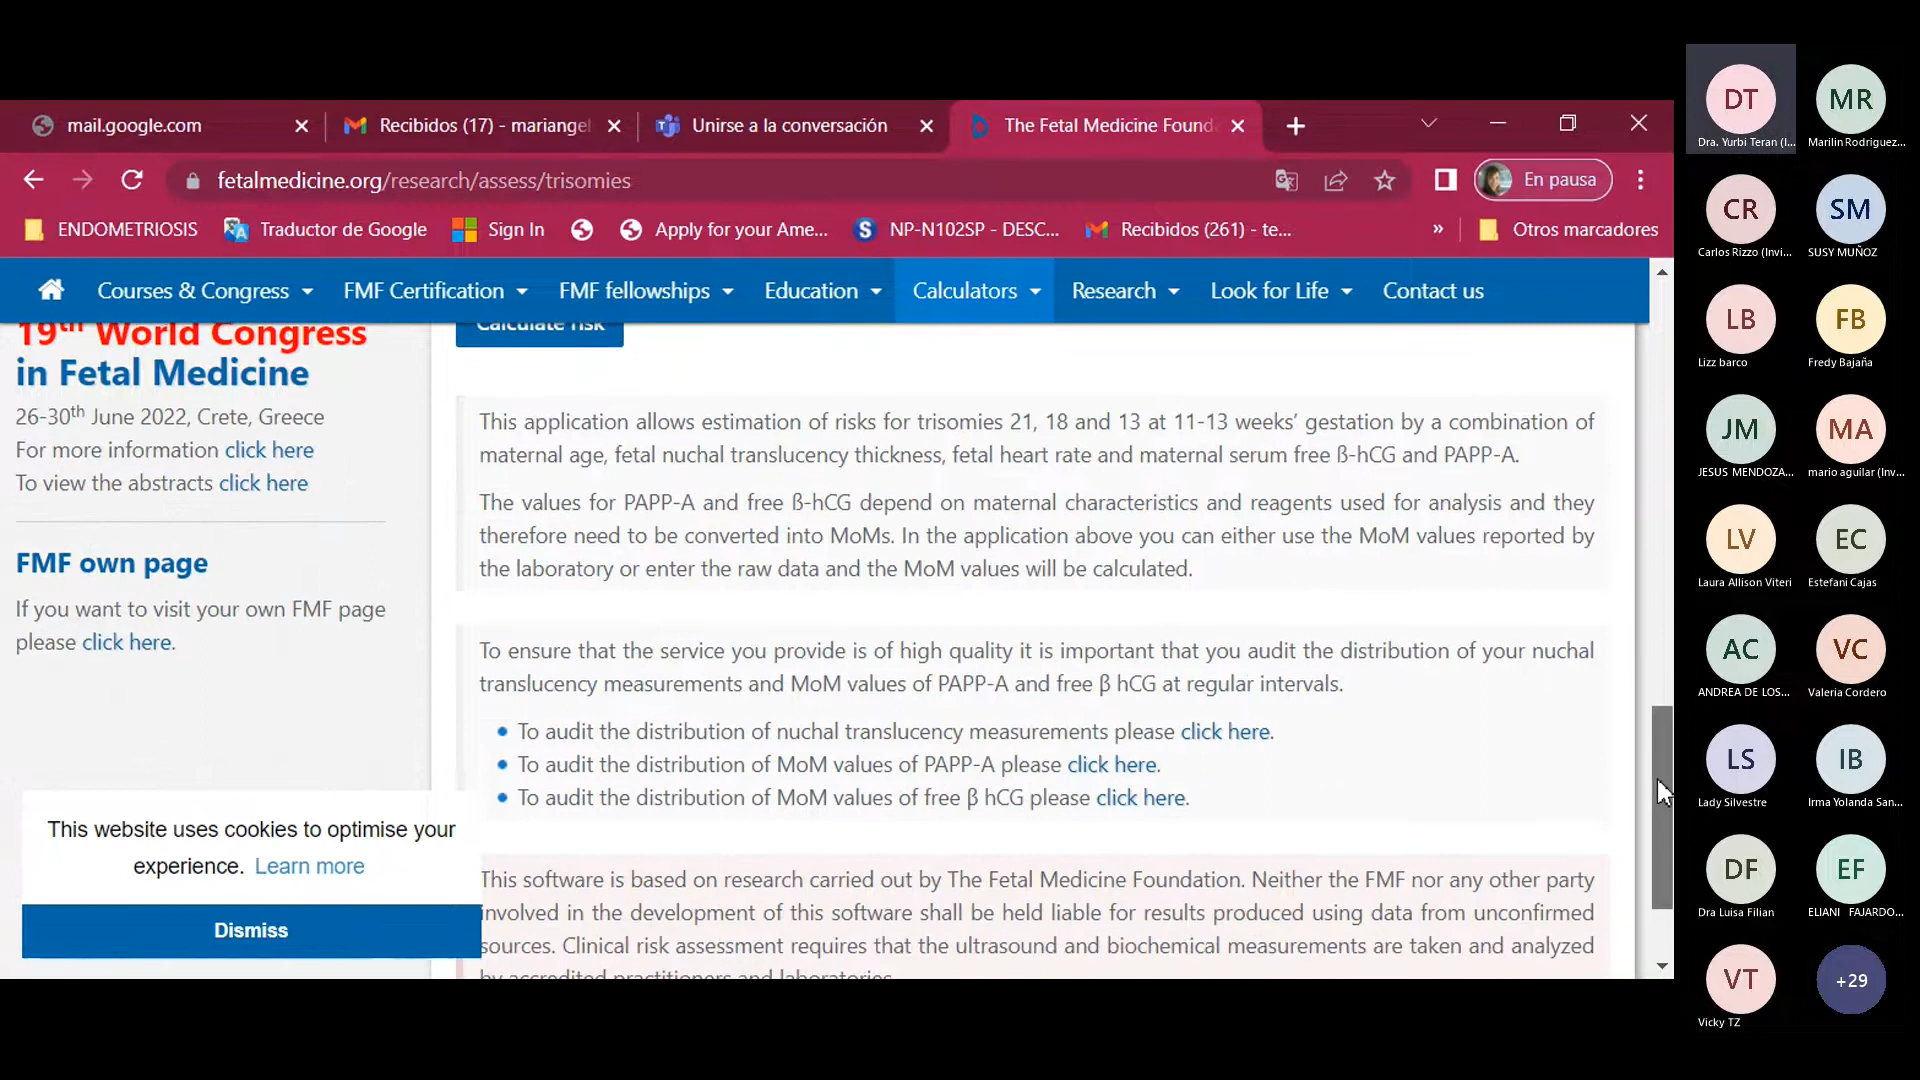 mail.google.com
Recibidos (17) - mariangel
Unirse a la conversación
The Fetal Medicine Found
fetalmedicine.org/research/assess/trisomies
En pausa
ENDOMETRIOSIS
Traductor de Google
Sign In
Apply for your Ame...
NP-N102SP - DESC...
Recibidos (261) - te...
»
Otros marcadores
Courses & Congress
FMF Certification
FMF fellowships
Education
Calculators
Research
Look for Life
Contact us
19th World Congress
in Fetal Medicine
26-30th June 2022, Crete, Greece
For more information click here
To view the abstracts click here
FMF own page
If you want to visit your own FMF page
please click here.
This website uses cookies to optimise your
experience. Learn more
Dismiss
Calculate risk
This application allows estimation of risks for trisomies 21, 18 and 13 at 11-13 weeks’ gestation by a combination of
maternal age, fetal nuchal translucency thickness, fetal heart rate and maternal serum free ß-hCG and PAPP-A.
The values for PAPP-A and free ß-hCG depend on maternal characteristics and reagents used for analysis and they
therefore need to be converted into MoMs. In the application above you can either use the MoM values reported by
the laboratory or enter the raw data and the MoM values will be calculated.
To ensure that the service you provide is of high quality it is important that you audit the distribution of your nuchal
translucency measurements and MoM values of PAPP-A and free β hCG at regular intervals.
To audit the distribution of nuchal translucency measurements please click here.
To audit the distribution of MoM values of PAPP-A please click here.
To audit the distribution of MoM values of free β hCG please click here.
This software is based on research carried out by The Fetal Medicine Foundation. Neither the FMF nor any other party
involved in the development of this software shall be held liable for results produced using data from unconfirmed
sources. Clinical risk assessment requires that the ultrasound and biochemical measurements are taken and analyzed
by accredited practitioners and laboratories.
DT
Dra. Yurbi Teran (I...
MR
Marilin Rodriguez...
CR
Carlos Rizzo (Invi...
SM
SUSY MUÑOZ
LB
Lizz barco
FB
Fredy Bajaña
JM
JESUS MENDOZA...
MA
mario aguilar (Inv...
LV
Laura Allison Viteri
EC
Estefani Cajas
AC
ANDREA DE LOS...
VC
Valeria Cordero
LS
Lady Silvestre
IB
Irma Yolanda San...
DF
Dra Luisa Filian
EF
ELIANI FAJARDO...
VT
Vicky TZ
+29